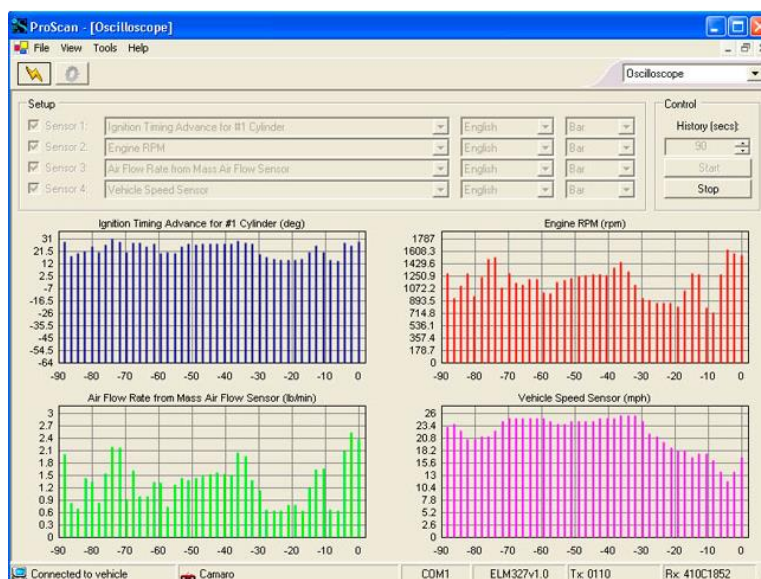 ProScan - [Oscilloscope]
File View Tools Help
Oscilloscope
Setup
Control
Sensor 1: Ignition Timing Advance for #1 Cylinder English Bar
Sensor 2: Engine RPM English Bar
Sensor 3: Air Flow Rate from Mass Air Flow Sensor English Bar
Sensor 4: Vehicle Speed Sensor English Bar
History (secs):
90
Start
Stop
Ignition Timing Advance for #1 Cylinder (deg)
31
21.5
12
2.5
-7
-16.5
-26
-35.5
-45
-54.5
-64
-90 -80 -70 -60 -50 -40 -30 -20 -10 0
Engine RPM (rpm)
1787
1608.3
1429.6
1250.9
1072.2
893.5
714.8
536.1
357.4
178.7
0
-90 -80 -70 -60 -50 -40 -30 -20 -10 0
Air Flow Rate from Mass Air Flow Sensor (lb/min)
3
2.7
2.4
2.1
1.8
1.5
1.2
0.9
0.6
0.3
0
-90 -80 -70 -60 -50 -40 -30 -20 -10 0
Vehicle Speed Sensor (mph)
26
23.4
20.8
18.2
15.6
13
10.4
7.8
5.2
2.6
0
-90 -80 -70 -60 -50 -40 -30 -20 -10 0
Connected to vehicle Camaro COM1 ELM327v1.0 Tx: 0110 Rx: 410C1852